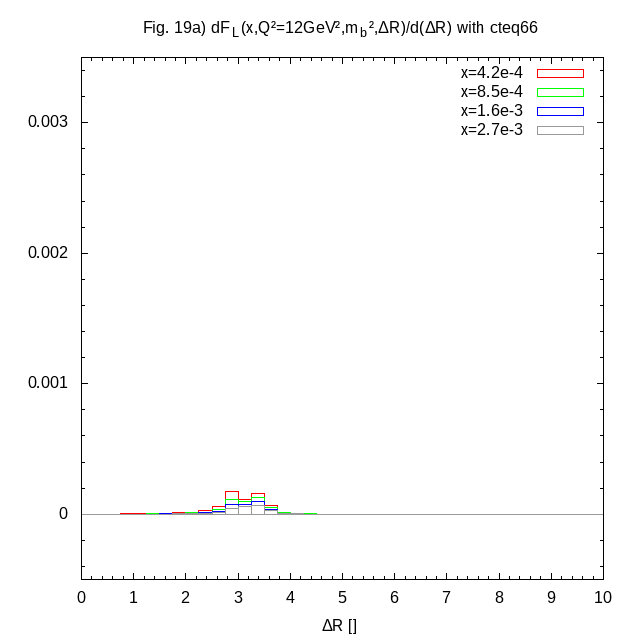 Fig. 19a) dF_L(x,Q²=12GeV²,m_b²,ΔR)/d(ΔR) with cteq66
x=4.2e-4
x=8.5e-4
x=1.6e-3
x=2.7e-3
0.003
0.002
0.001
0
0 1 2 3 4 5 6 7 8 9 10
ΔR []